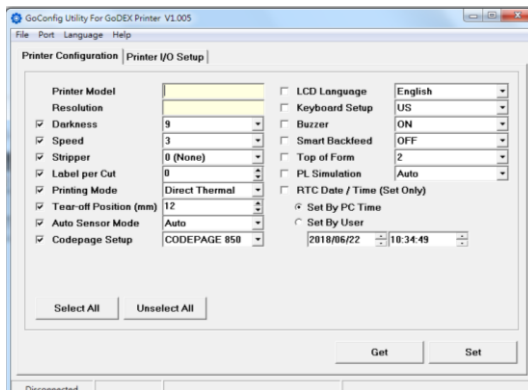 GoConfig Utility For GoDEX Printer V1.005
File Port Language Help
Printer Configuration Printer I/O Setup
Printer Model
Resolution
Darkness 9
Speed 3
Stripper 0 (None)
Label per Cut 0
Printing Mode Direct Thermal
Tear-off Position (mm) 12
Auto Sensor Mode Auto
Codepage Setup CODEPAGE 850
LCD Language English
Keyboard Setup US
Buzzer ON
Smart Backfeed OFF
Top of Form 2
PL Simulation Auto
RTC Date / Time (Set Only)
Set By PC Time
Set By User
2018/06/22 10:34:49
Select All Unselect All
Get Set
Disconnected